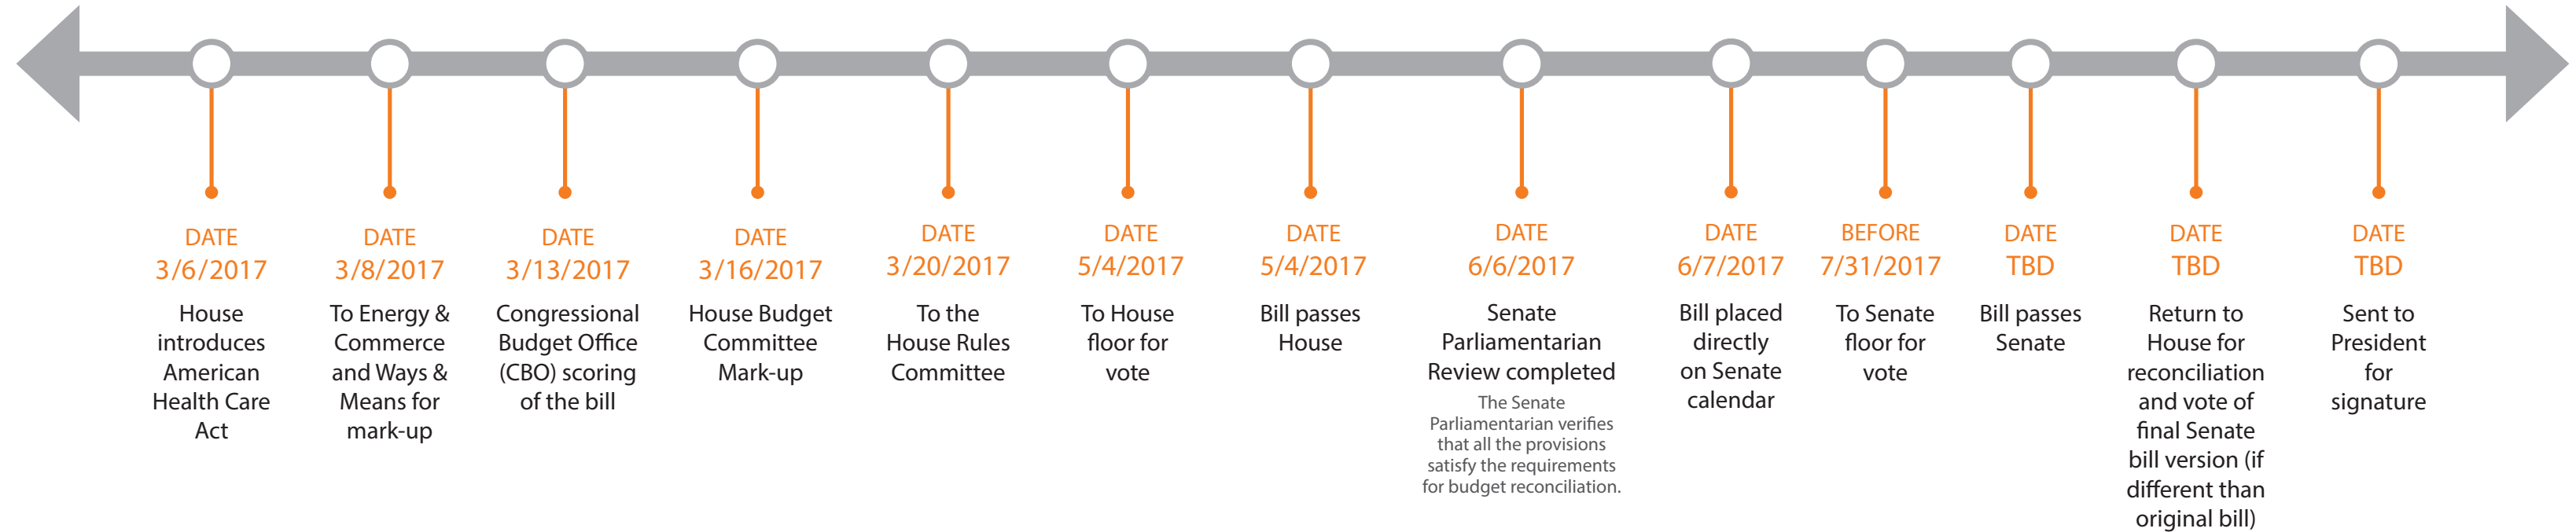 DATE
3/6/2017
House
introduces
American
Health Care
Act
DATE
3/8/2017
To Energy &
Commerce
and Ways &
Means for
mark-up
DATE
3/13/2017
Congressional
Budget Office
(CBO) scoring
of the bill
DATE
3/16/2017
House Budget
Committee
Mark-up
DATE
3/20/2017
To the
House Rules
Committee
DATE
5/4/2017
To House
floor for
vote
DATE
5/4/2017
Bill passes
House
DATE
6/6/2017
Senate
Parliamentarian
Review completed
The Senate
Parliamentarian verifies
that all the provisions
satisfy the requirements
for budget reconciliation.
DATE
6/7/2017
Bill placed
directly
on Senate
calendar
BEFORE
7/31/2017
To Senate
floor for
vote
DATE
TBD
Bill passes
Senate
DATE
TBD
Return to
House for
reconciliation
and vote of
final Senate
bill version (if
different than
original bill)
DATE
TBD
Sent to
President
for
signature